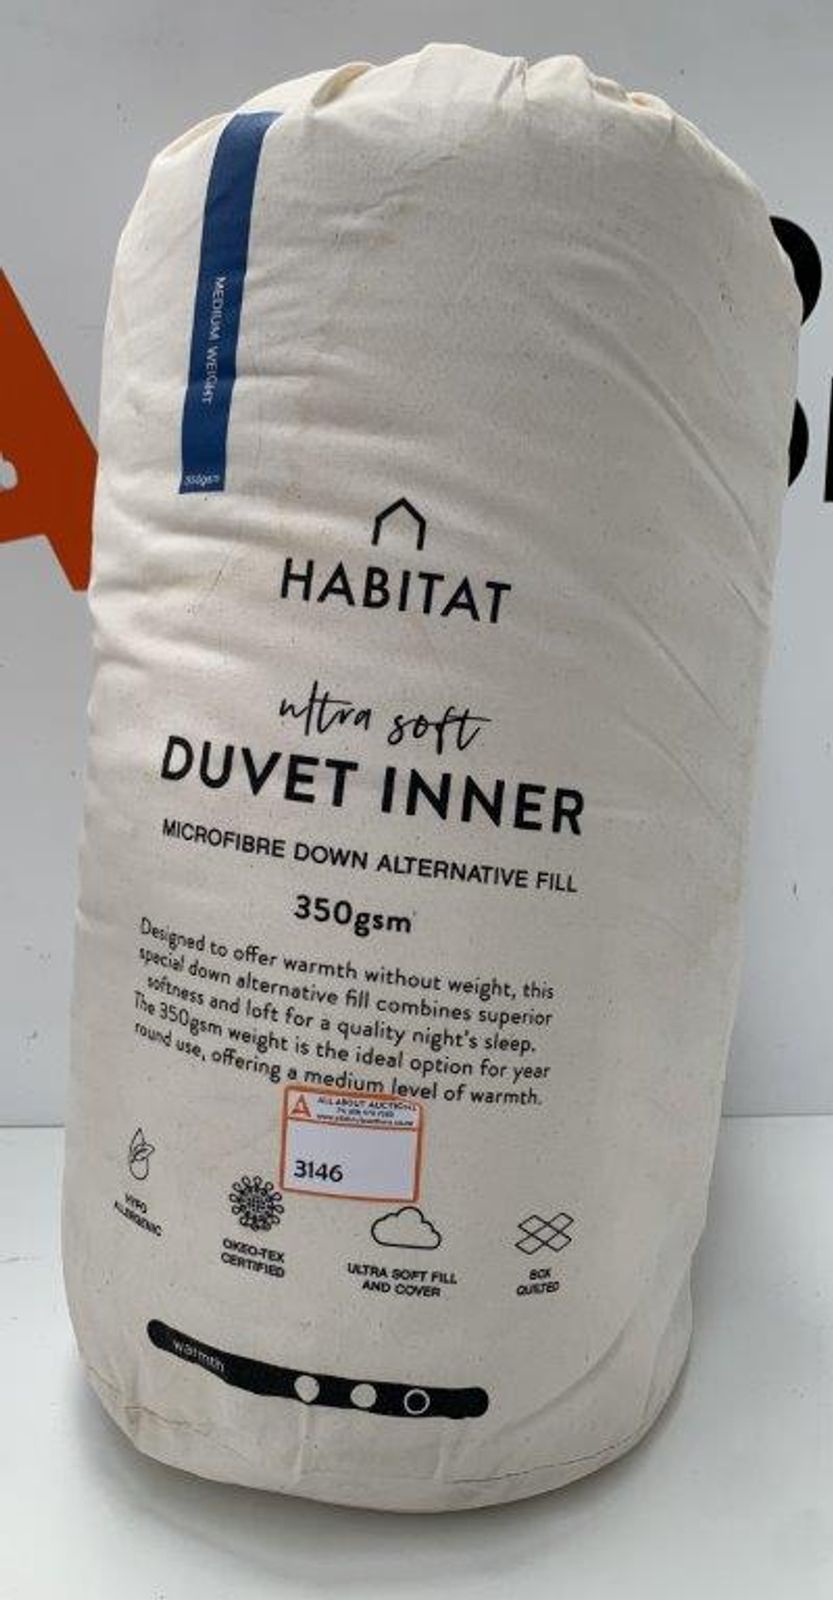 MEDIUM WEIGHT
350gsm
HABITAT
ultra soft
DUVET INNER
MICROFIBRE DOWN ALTERNATIVE FILL
350gsm
Designed to offer warmth without weight, this
special down alternative fill combines superior
softness and loft for a quality night's sleep.
The 350gsm weight is the ideal option for year
round use, offering a medium level of warmth.
ALL ABOUT AUCTIONS
3146
HYPO
ALLERGENIC
OKEO-TEX
CERTIFIED
ULTRA SOFT FILL
AND COVER
BOX
QUILTED
warmth